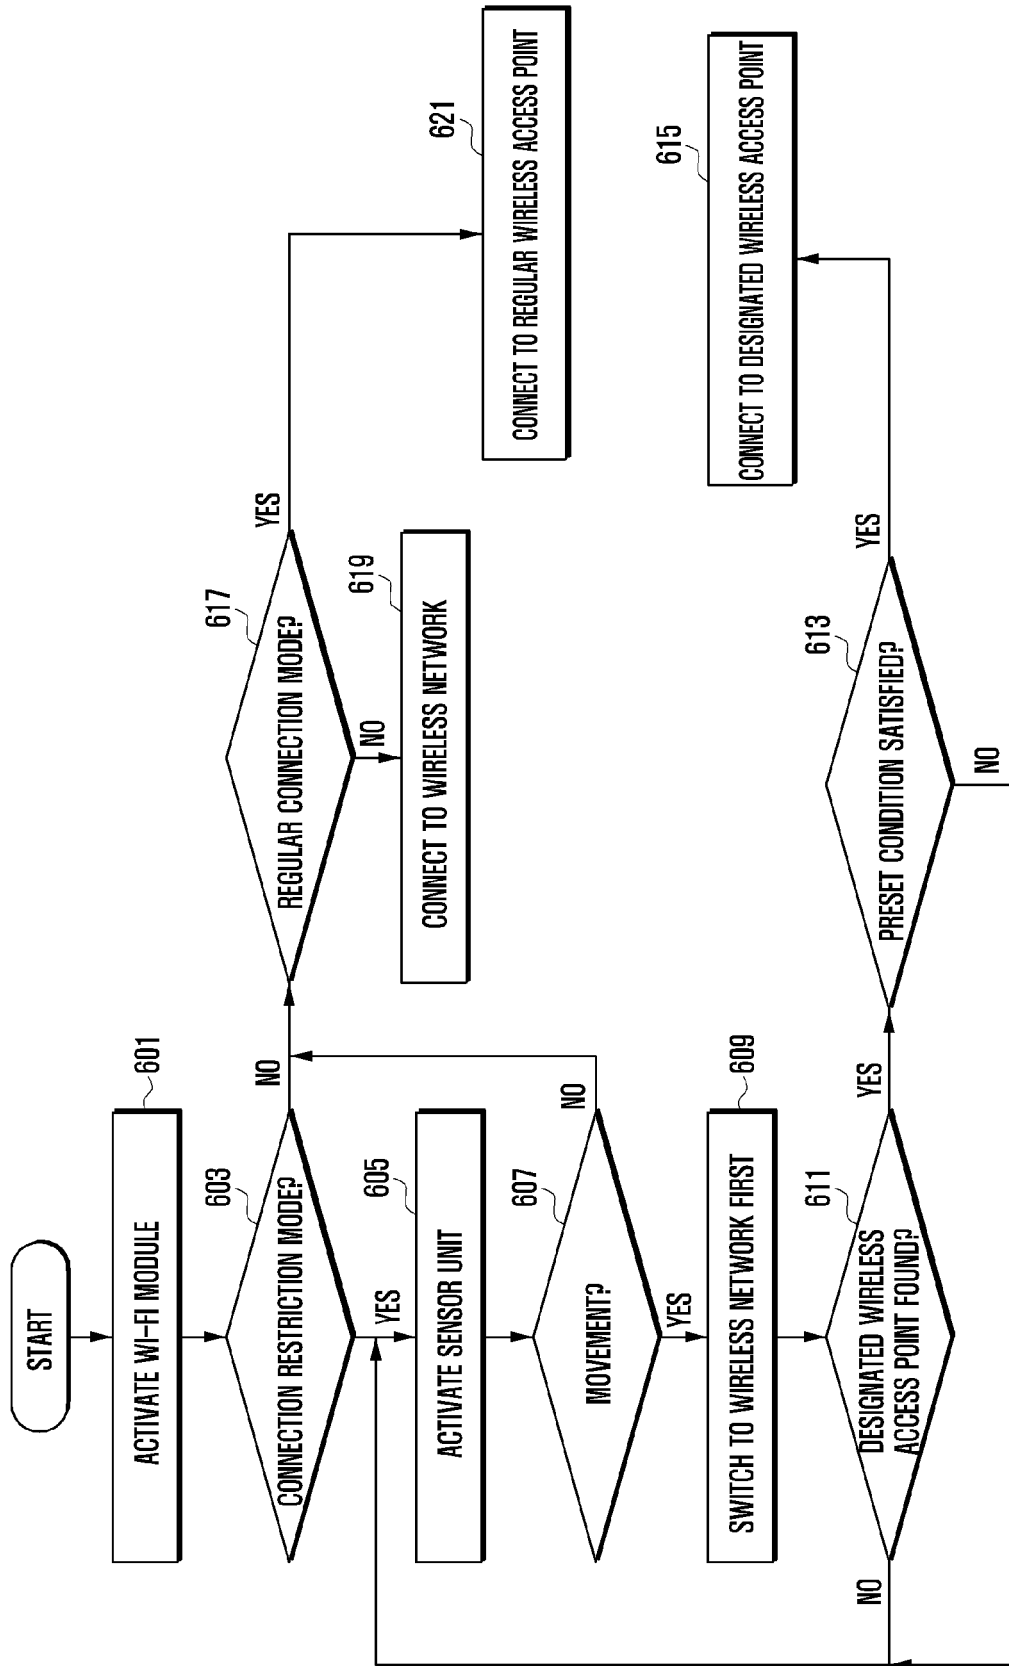 START
ACTIVATE WI-FI MODULE
601
CONNECTION RESTRICTION MODE?
603
NO
YES
ACTIVATE SENSOR UNIT
605
MOVEMENT?
607
NO
YES
SWITCH TO WIRELESS NETWORK FIRST
609
DESIGNATED WIRELESS
ACCESS POINT FOUND?
611
NO
YES
PRESET CONDITION SATISFIED?
613
NO
YES
CONNECT TO DESIGNATED WIRELESS ACCESS POINT
615
REGULAR CONNECTION MODE?
617
NO
YES
CONNECT TO WIRELESS NETWORK
619
CONNECT TO REGULAR WIRELESS ACCESS POINT
621